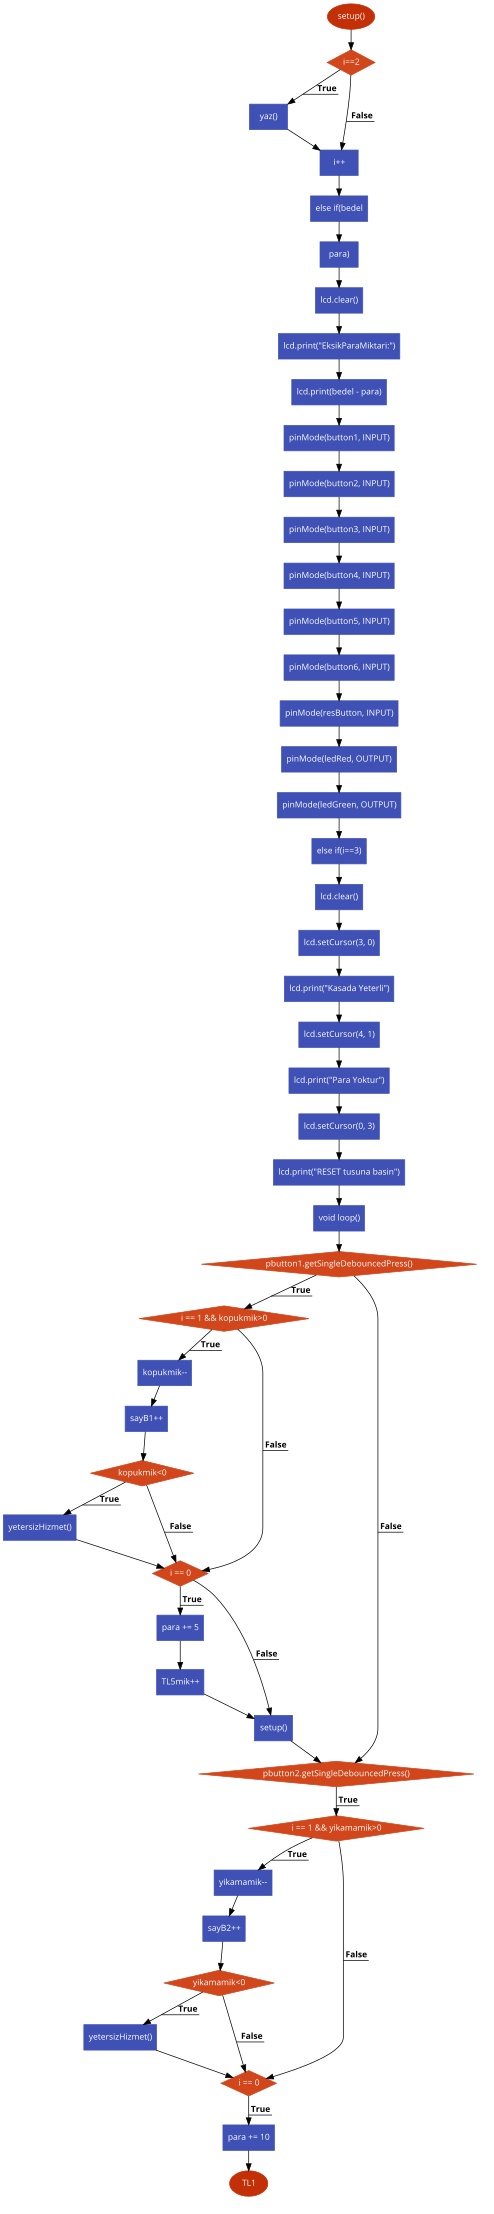 setup()
i==2
True
False
yaz()
i++
else if(bedel
para)
lcd.clear()
lcd.print("EksikParaMiktari:")
lcd.print(bedel - para)
pinMode(button1, INPUT)
pinMode(button2, INPUT)
pinMode(button3, INPUT)
pinMode(button4, INPUT)
pinMode(button5, INPUT)
pinMode(button6, INPUT)
pinMode(resButton, INPUT)
pinMode(ledRed, OUTPUT)
pinMode(ledGreen, OUTPUT)
else if(i==3)
lcd.clear()
lcd.setCursor(3, 0)
lcd.print("Kasada Yeterli")
lcd.setCursor(4, 1)
lcd.print("Para Yoktur")
lcd.setCursor(0, 3)
lcd.print("RESET tusuna basin")
void loop()
pbutton1.getSingleDebouncedPress()
True
i == 1 && kopukmik>0
True
kopukmik--
sayB1++
False
kopukmik<0
True
False
yetersizHizmet()
False
i == 0
True
para += 5
False
TL5mik++
setup()
pbutton2.getSingleDebouncedPress()
True
i == 1 && yikamamik>0
True
yikamamik--
sayB2++
False
yikamamik<0
True
yetersizHizmet()
False
i == 0
True
para += 10
TL1